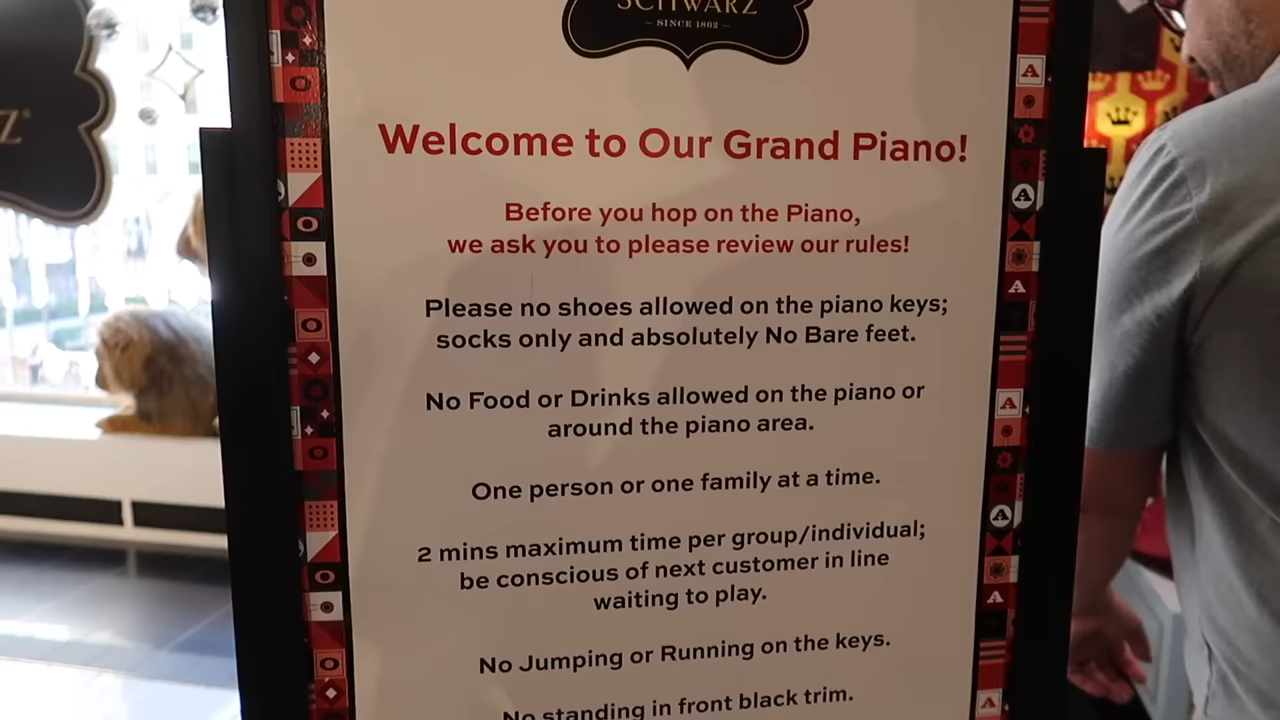 SCHWARZ
— SINCE 1862 —
Welcome to Our Grand Piano!
Before you hop on the Piano,
we ask you to please review our rules!
Please no shoes allowed on the piano keys;
socks only and absolutely No Bare feet.
No Food or Drinks allowed on the piano or
around the piano area.
One person or one family at a time.
2 mins maximum time per group/individual;
be conscious of next customer in line
waiting to play.
No Jumping or Running on the keys.
No standing in front black trim.